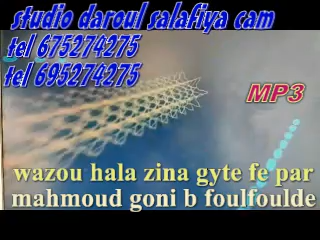 studio daroul salafiya cam
tel 675274275
tel 695274275
MP3
wazou hala zina gyte fe par
mahmoud goni b foulfoulde